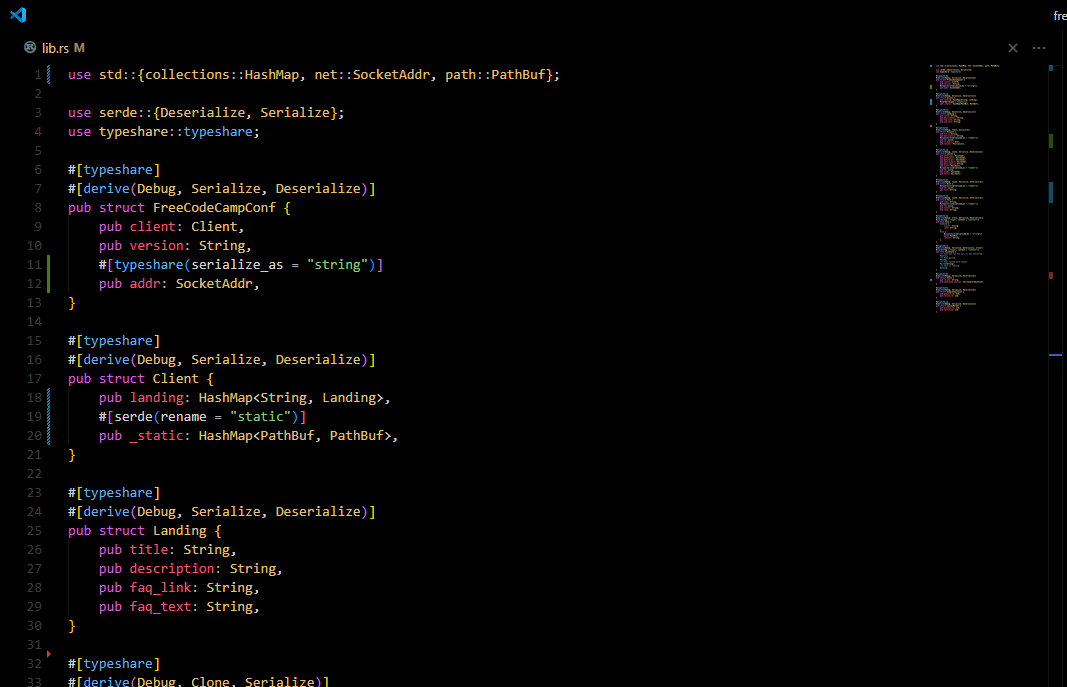 fre
lib.rs M
1 use std::{collections::HashMap, net::SocketAddr, path::PathBuf};
2
3 use serde::{Deserialize, Serialize};
4 use typeshare::typeshare;
5
6 #[typeshare]
7 #[derive(Debug, Serialize, Deserialize)]
8 pub struct FreeCodeCampConf {
9 pub client: Client,
10 pub version: String,
11 #[typeshare(serialize_as = "string")]
12 pub addr: SocketAddr,
13 }
14
15 #[typeshare]
16 #[derive(Debug, Serialize, Deserialize)]
17 pub struct Client {
18 pub landing: HashMap<String, Landing>,
19 #[serde(rename = "static")]
20 pub _static: HashMap<PathBuf, PathBuf>,
21 }
22
23 #[typeshare]
24 #[derive(Debug, Serialize, Deserialize)]
25 pub struct Landing {
26 pub title: String,
27 pub description: String,
28 pub faq_link: String,
29 pub faq_text: String,
30 }
31
32 #[typeshare]
33 #[derive(Debug, Clone, Serialize)]